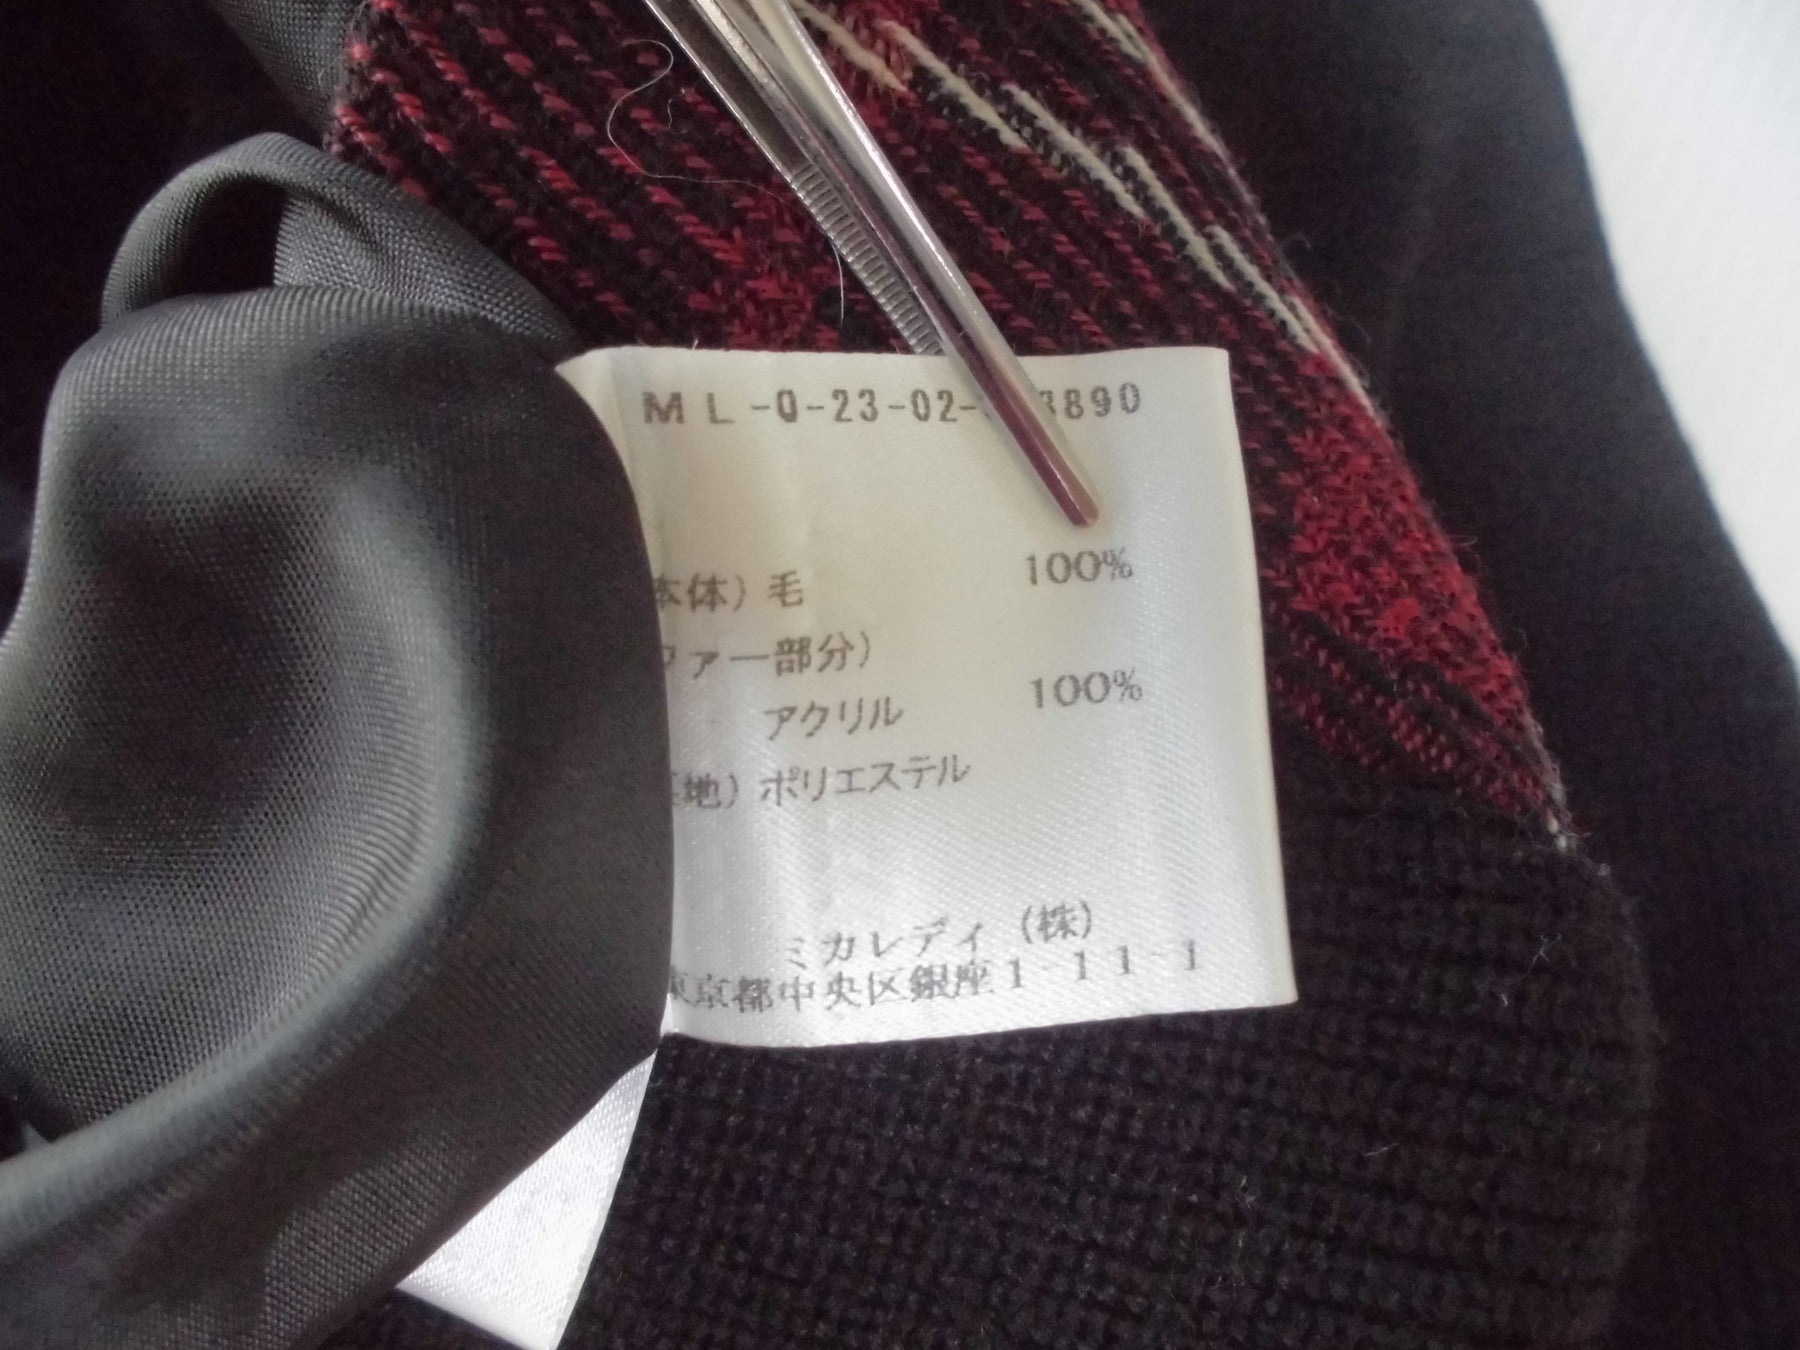 ML-0-23-02- 3890
本体) 毛 100%
ファー部分)
アクリル 100%
地) ポリエステル
ミカレディ (株)
東京都中央区銀座1-11-1